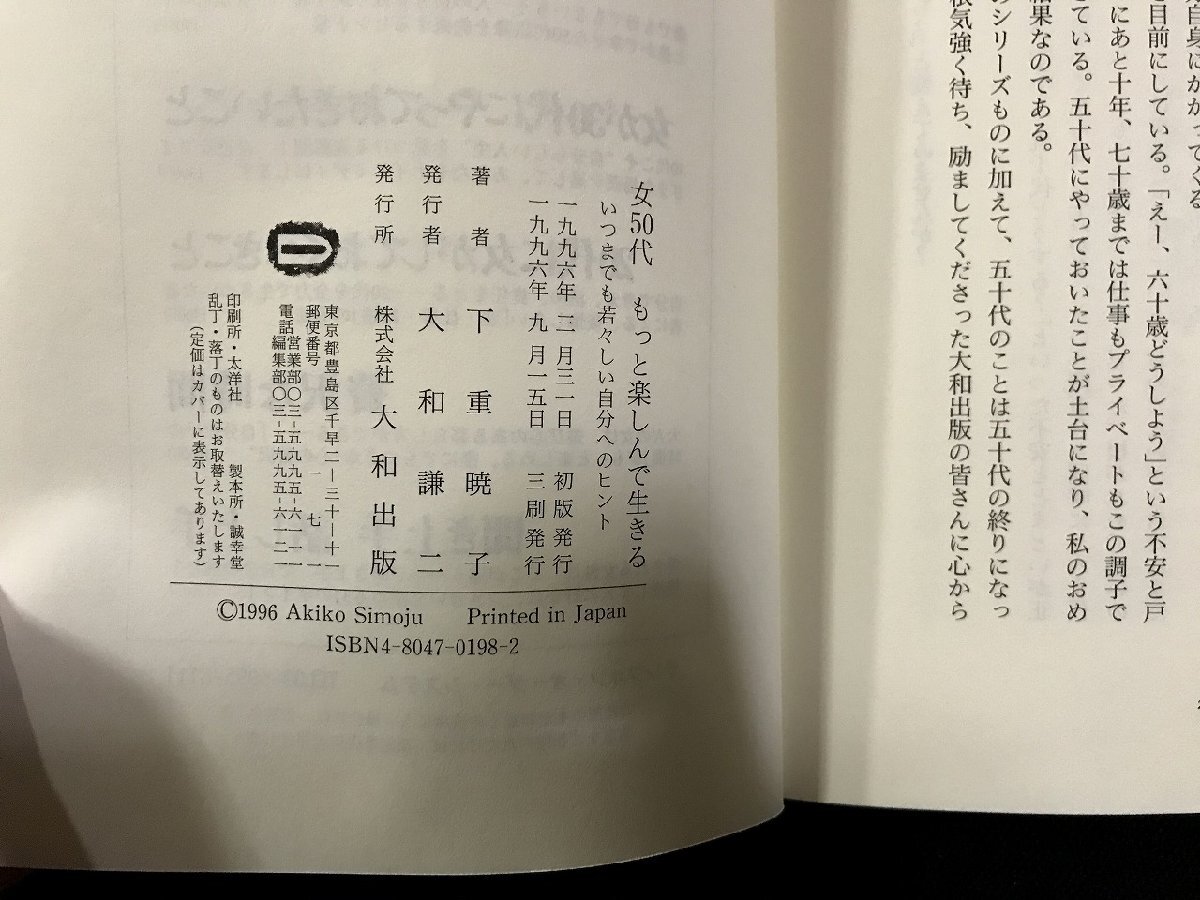 自身にかかってくる
目前にしている。「えー、六十歳どうしよう」という不安と戸
にあと十年、七十歳までは仕事もプライベートもこの調子で
ている。五十代にやっておいたことが土台になり、私のおめ
結果なのである。
のシリーズものに加えて、五十代のことは五十代の終りになっ
根気強く待ち、励ましてくださった大和出版の皆さんに心から
女50代 もっと楽しんで生きる
いつまでも若々しい自分へのヒント
一九九六年 月三一日 初版発行
一九九六年 九月一五日 三刷発行
著者 下重暁子
発行者 大和謙二
発行所 株式会社 大和出版
東京都豊島区千早二-三十-十一
郵便番号 一七一
電話営業部〇三-五九九五-六一一一
編集部〇三-五九九五-六一二一
印刷所・太洋社 製本所・誠幸堂
乱丁・落丁のものはお取替えいたします
(定価はカバーに表示してあります)
©1996 Akiko Simoju Printed in Japan
ISBN4-8047-0198-2